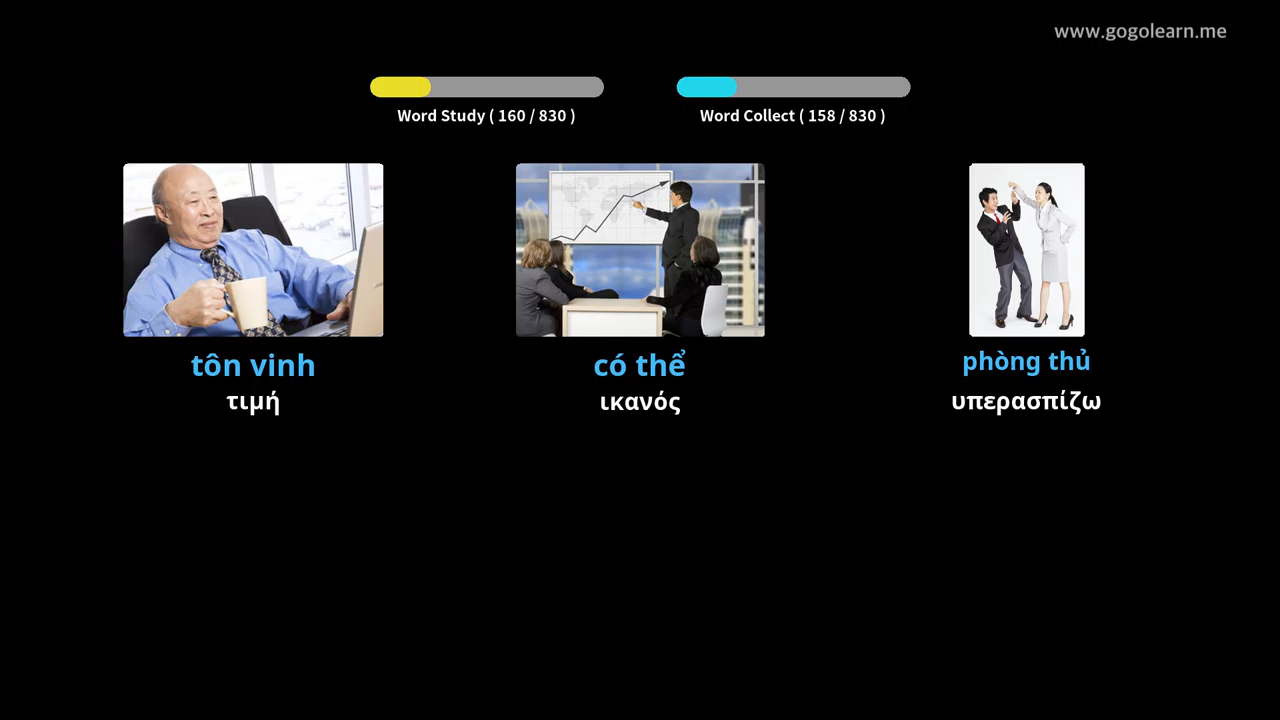 www.gogolearn.me
Word Study ( 160 / 830 )
Word Collect ( 158 / 830 )
tôn vinh
τιμή
có thể
ικανός
phòng thủ
υπερασπίζω